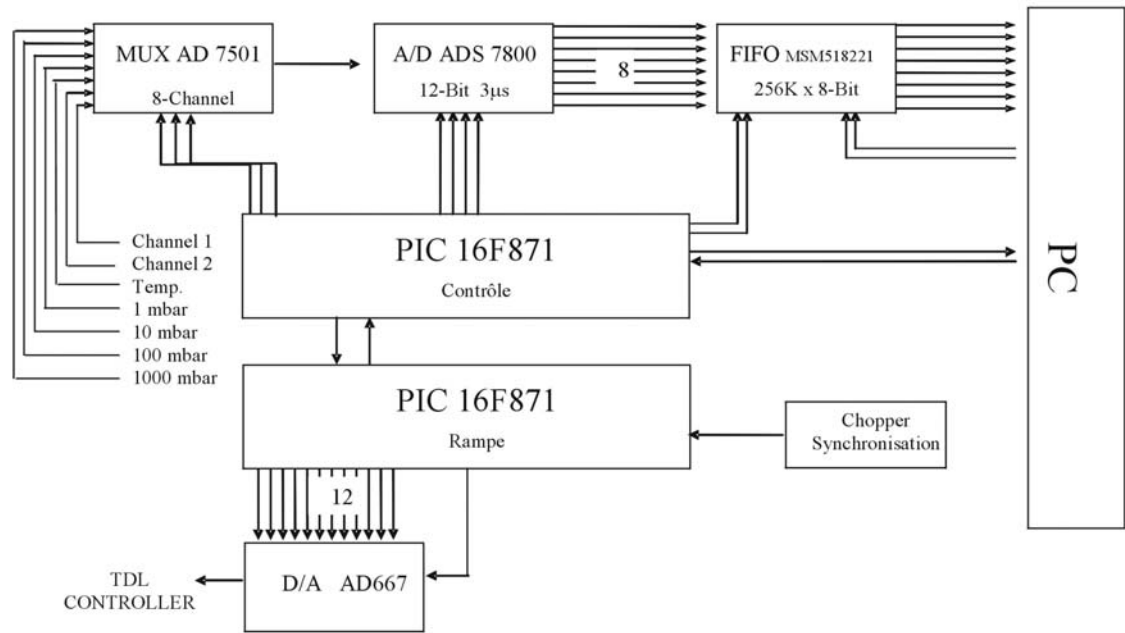 MUX AD 7501
8-Channel
A/D ADS 7800
12-Bit 3µs
8
FIFO MSM518221
256K x 8-Bit
PC
PIC 16F871
Contrôle
Channel 1
Channel 2
Temp.
1 mbar
10 mbar
100 mbar
1000 mbar
PIC 16F871
Rampe
Chopper
Synchronisation
12
D/A AD667
TDL
CONTROLLER